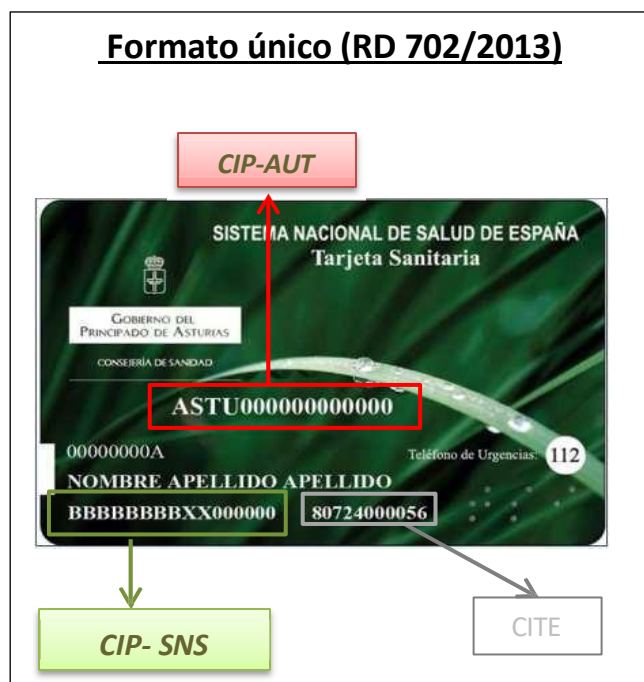 Formato único (RD 702/2013)
CIP-AUT
SISTEMA NACIONAL DE SALUD DE ESPAÑA
Tarjeta Sanitaria
GOBIERNO DEL
PRINCIPADO DE ASTURIAS
CONSEJERÍA DE SANIDAD
ASTU000000000000
00000000A
Teléfono de Urgencias: 112
NOMBRE APELLIDO APELLIDO
BBBBBBBBXX000000 80724000056
CIP- SNS
CITE